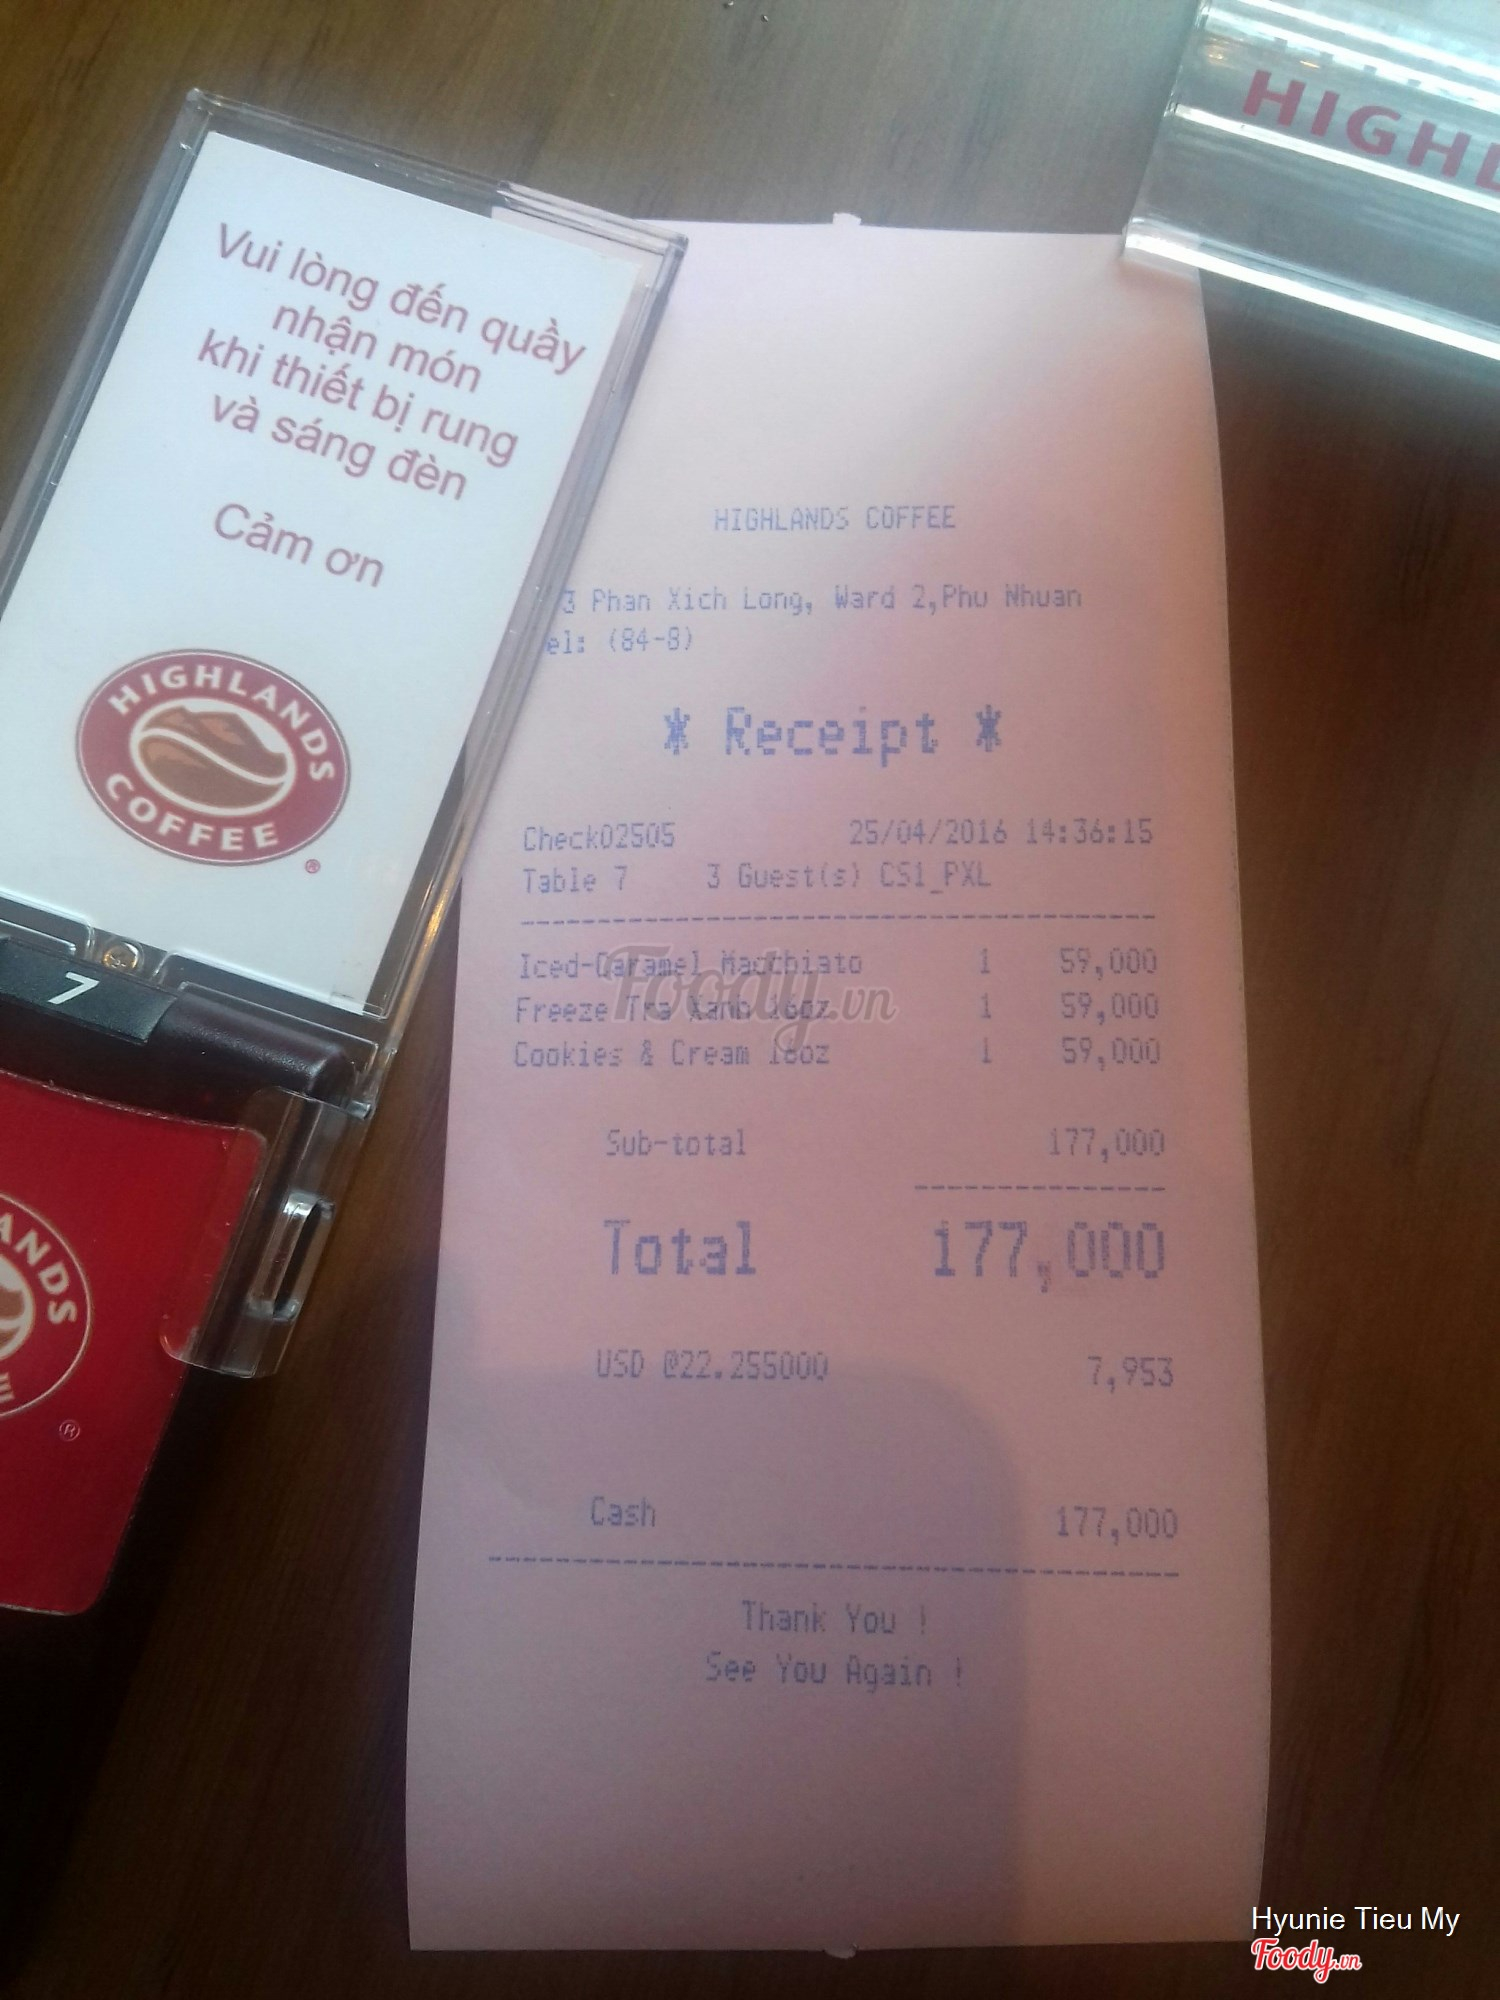 HIGHL
Vui lòng đến quầy
nhận món
khi thiết bị rung
và sáng đèn
Cảm ơn
HIGHLANDS
COFFEE
®
7
ANDS
E
®
HIGHLANDS COFFEE
3 Phan Xich Long, Ward 2,Phu Nhuan
el: (84-8)
* Receipt *
Check02505 25/04/2016 14:36:15
Table 7 3 Guest(s) CS1_PXL
Iced-Caramel Macchiato 1 59,000
Freeze Tra Xanh 16oz 1 59,000
Cookies & Cream 16oz 1 59,000
Sub-total 177,000
Total 177,000
USD @22.255000 7,953
Cash 177,000
Thank You !
See You Again !
Foody.vn
Hyunie Tieu My
Foody.vn